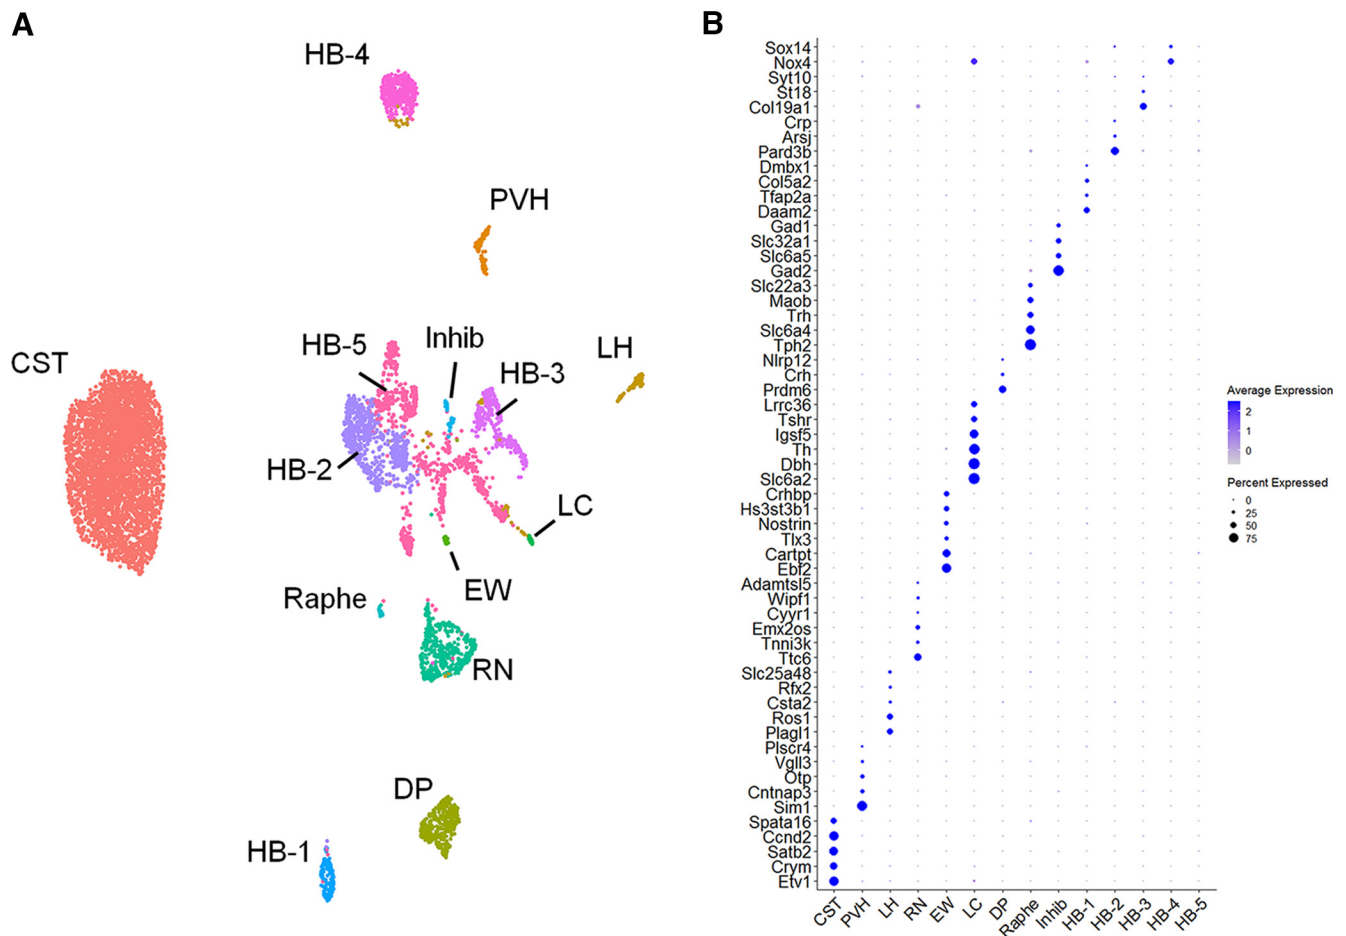 A
HB-4
PVH
CST
HB-5
Inhib
HB-3
LH
HB-2
LC
EW
Raphe
RN
DP
HB-1
B
Sox14
Nox4
Syt10
St18
Col19a1
Crp
Arsj
Pard3b
Dmbx1
Col5a2
Tfap2a
Daam2
Gad1
Slc32a1
Slc6a5
Gad2
Slc22a3
Maob
Trh
Slc6a4
Tph2
Nlrp12
Crh
Prdm6
Lrrc36
Tshr
Igsf5
Th
Dbh
Slc6a2
Crhbp
Hs3st3b1
Nostrin
Tlx3
Cartpt
Ebf2
Adamtsl5
Wipf1
Cyyr1
Emx2os
Tnni3k
Ttc6
Slc25a48
Rfx2
Csta2
Ros1
Plagl1
Plscr4
Vgll3
Otp
Cntnap3
Sim1
Spata16
Ccnd2
Satb2
Crym
Etv1
CST PVH LH RN EW LC DP Raphe Inhib HB-1 HB-2 HB-3 HB-4 HB-5
Average Expression
2
1
0
Percent Expressed
0
25
50
75